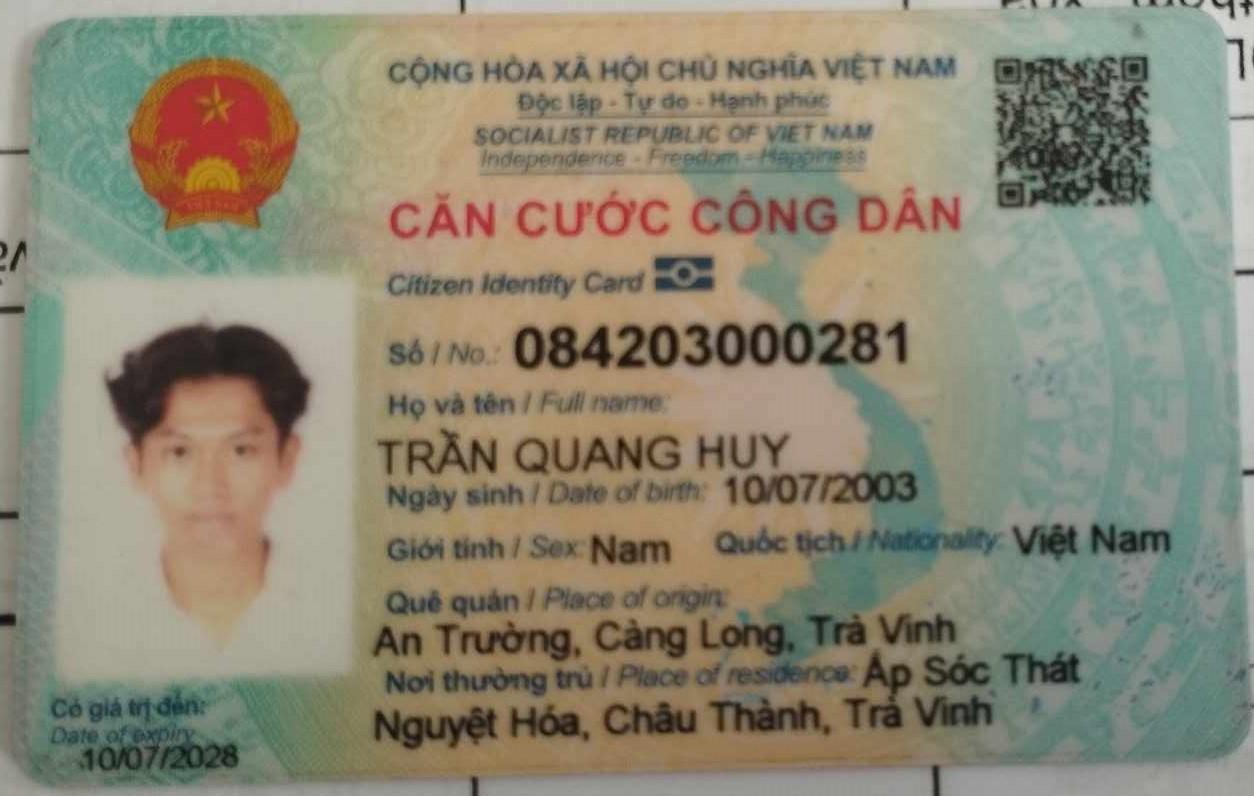 CỘNG HÒA XÃ HỘI CHỦ NGHĨA VIỆT NAM
Độc lập - Tự do - Hạnh phúc
SOCIALIST REPUBLIC OF VIET NAM
Independence - Freedom - Happiness
CĂN CƯỚC CÔNG DÂN
Citizen Identity Card
Số / No.: 084203000281
Họ và tên / Full name:
TRẦN QUANG HUY
Ngày sinh / Date of birth: 10/07/2003
Giới tính / Sex: Nam Quốc tịch / Nationality: Việt Nam
Quê quán / Place of origin:
An Trường, Càng Long, Trà Vinh
Nơi thường trú / Place of residence: Ấp Sóc Thát
Nguyệt Hóa, Châu Thành, Trà Vinh
Có giá trị đến:
Date of expiry
10/07/2028